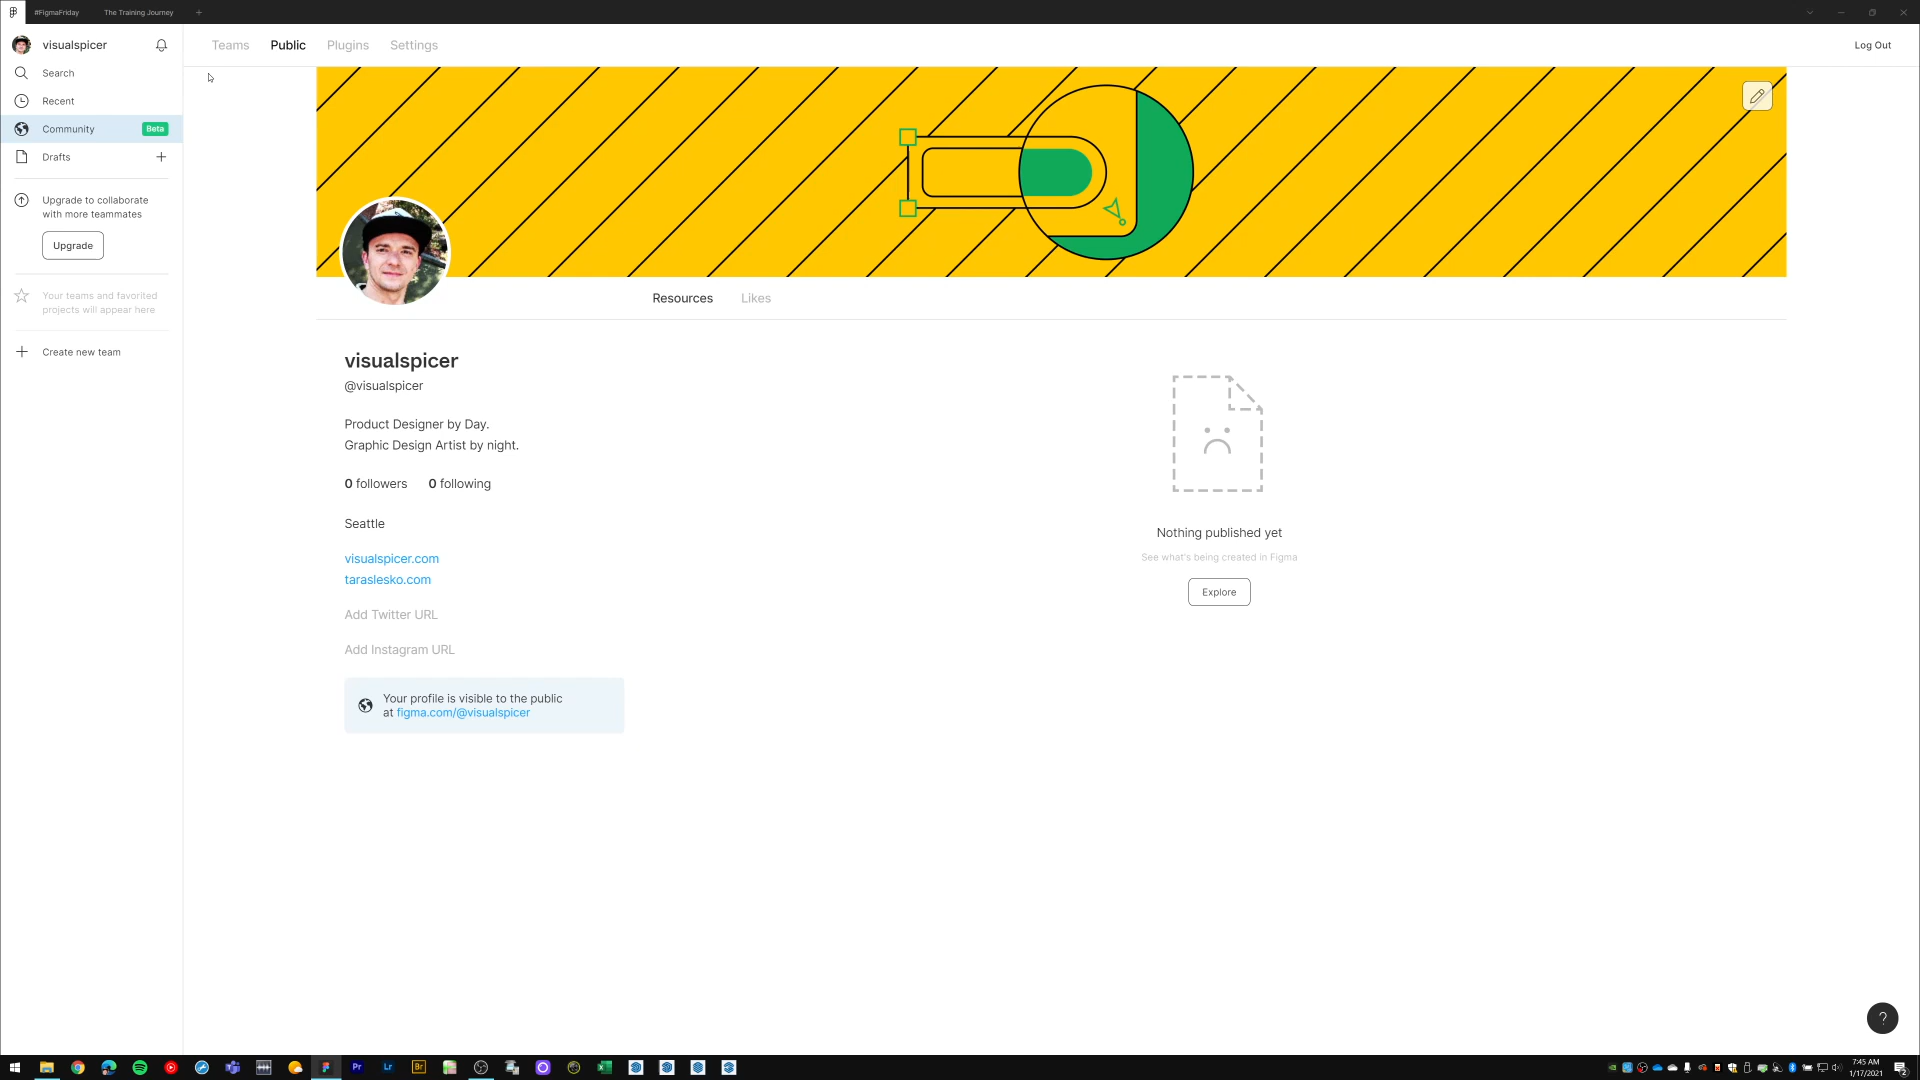 #FigmaFriday
The Training Journey
visualspicer
Search
Recent
Community
Beta
Drafts
Upgrade to collaborate
with more teammates
Upgrade
Your teams and favorited
projects will appear here
Create new team
Teams
Public
Plugins
Settings
Log Out
Resources
Likes
visualspicer
@visualspicer
Product Designer by Day.
Graphic Design Artist by night.
0 followers
0 following
Seattle
visualspicer.com
taraslesko.com
Add Twitter URL
Add Instagram URL
Your profile is visible to the public
at figma.com/@visualspicer
Nothing published yet
See what's being created in Figma
Explore
?
Pr
Lr
Br
7:45 AM
1/17/2021
2